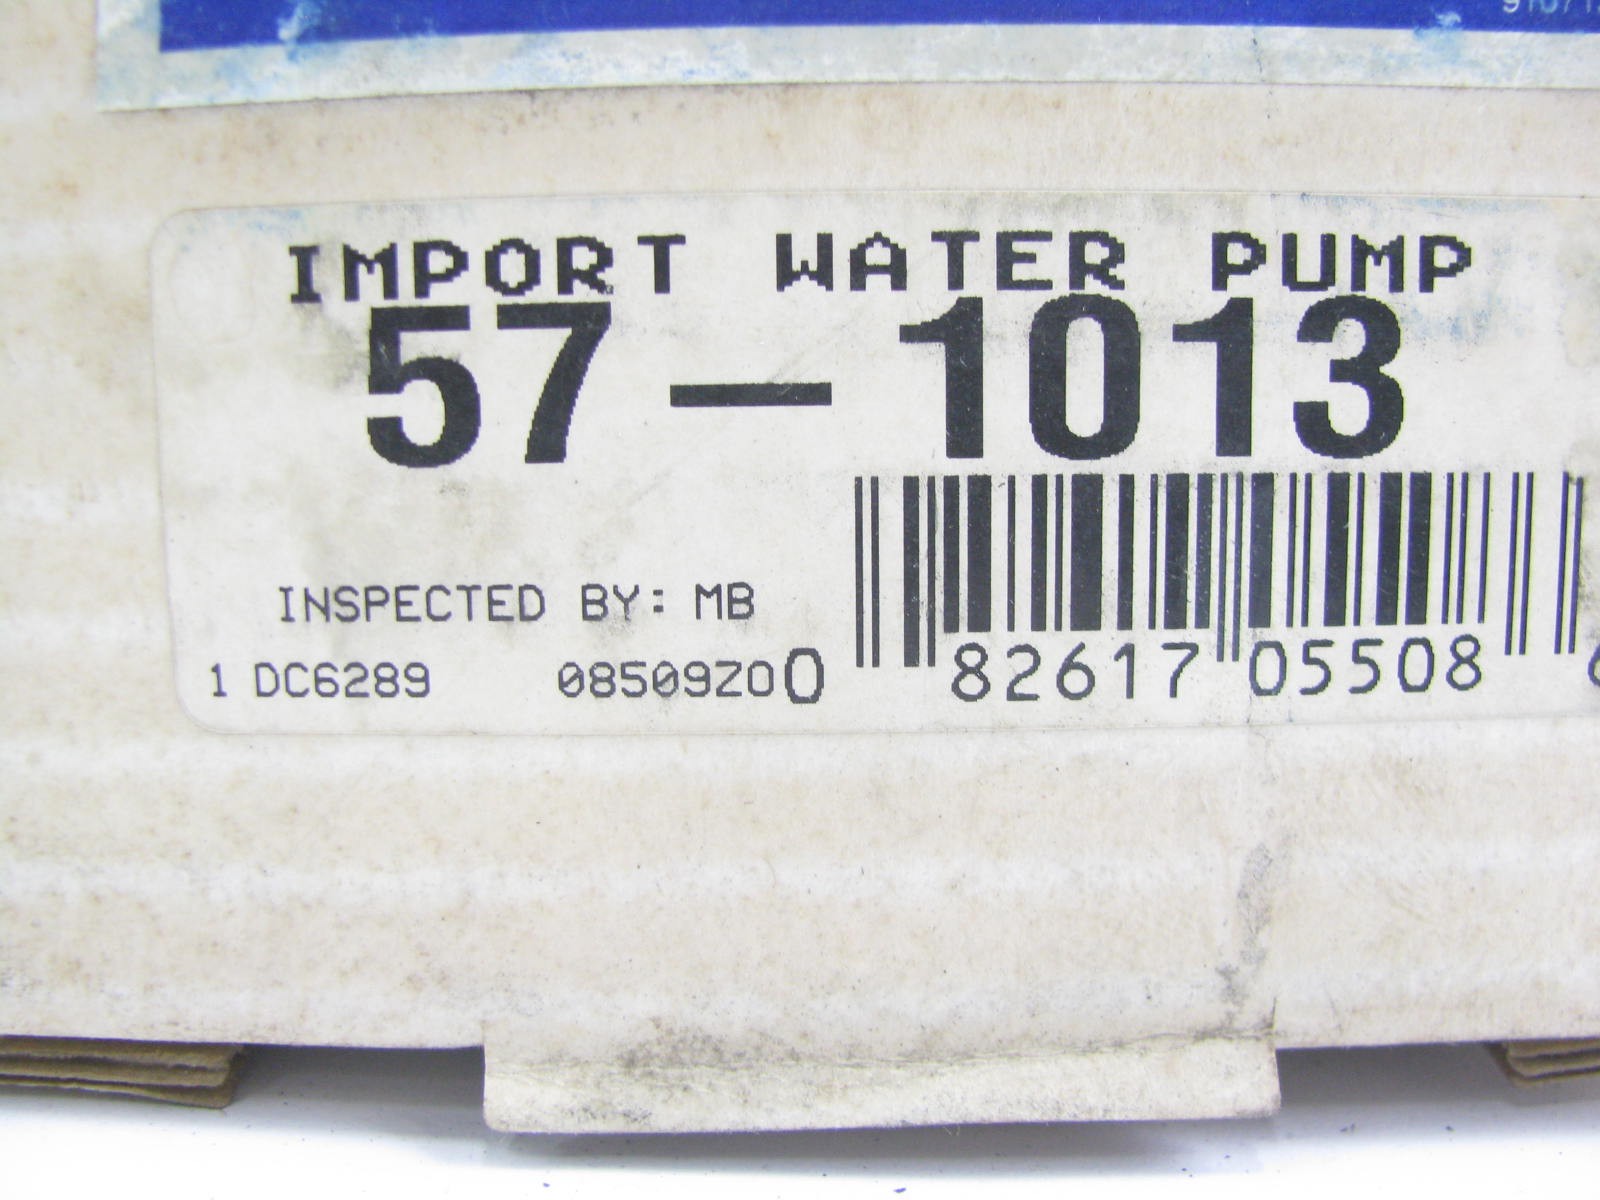 IMPORT WATER PUMP
57-1013
INSPECTED BY: MB
1 DC6289 08509Z0
0 82617 05508